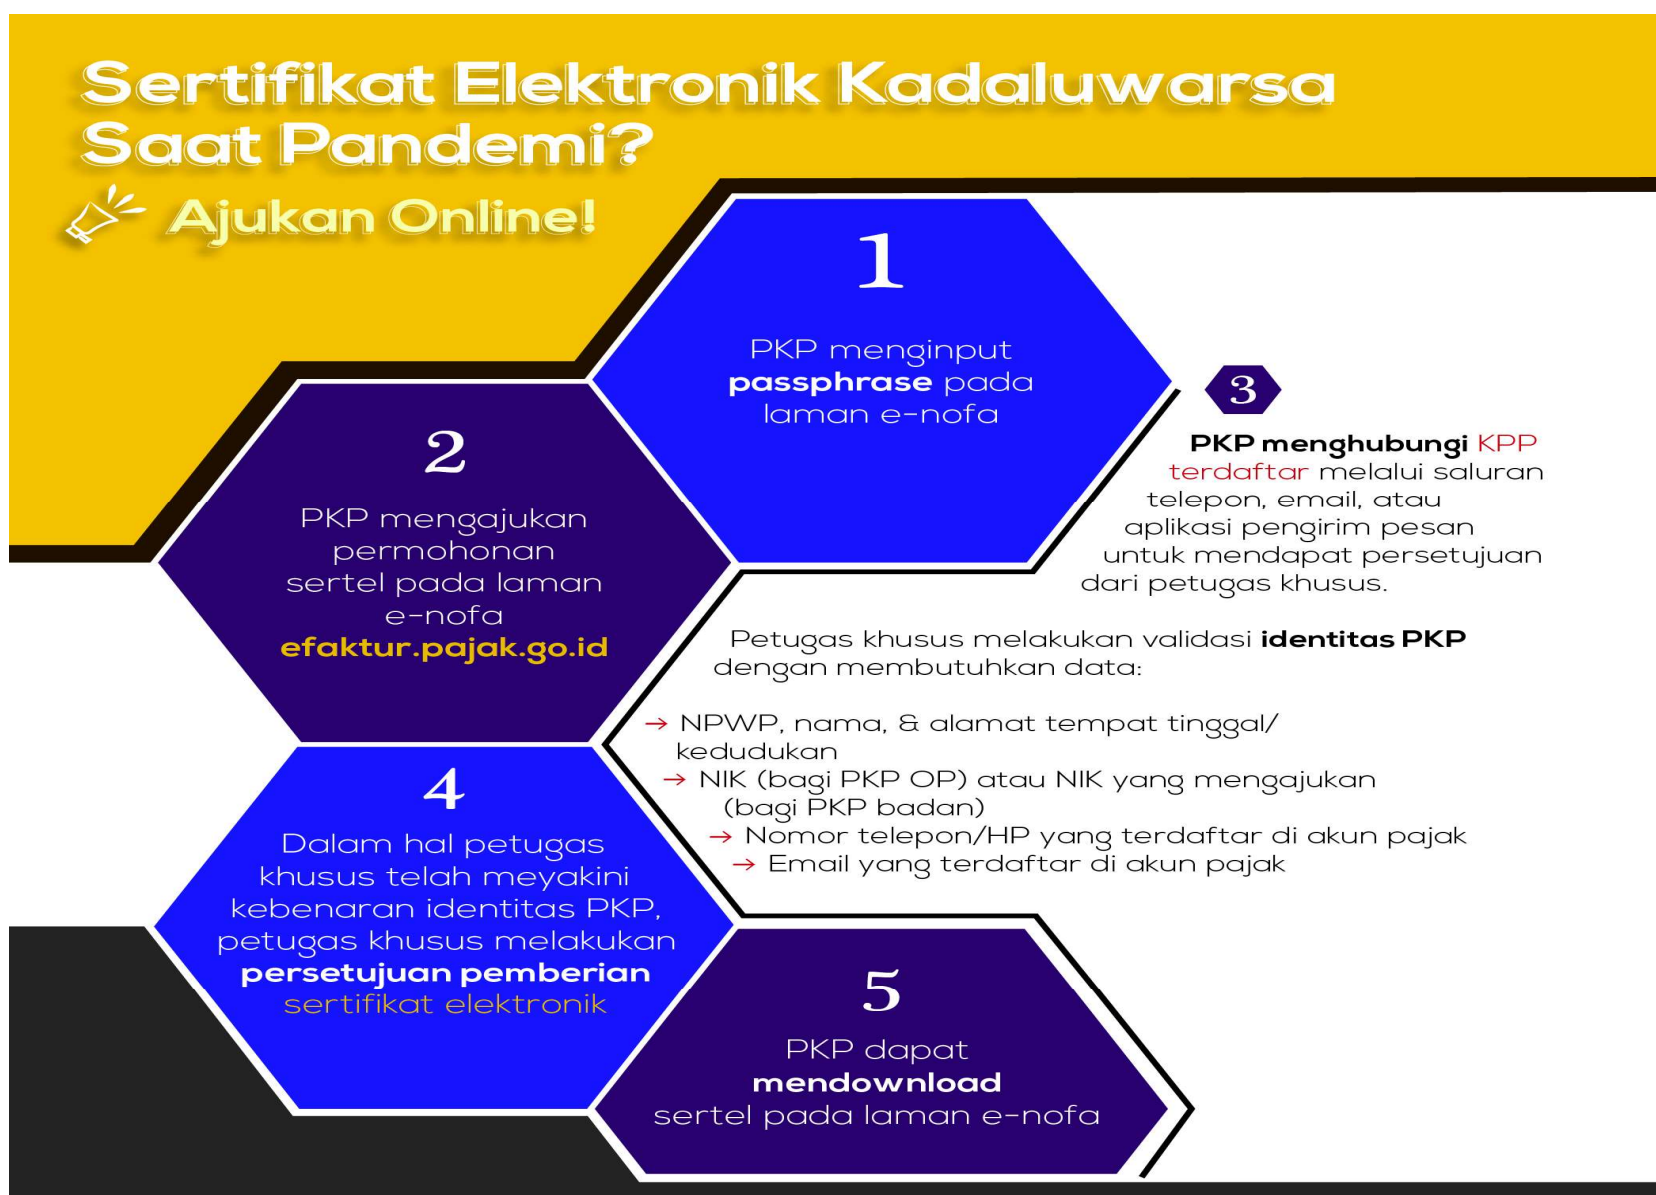 Sertifikat Elektronik Kadaluwarsa
Saat Pandemi?
Ajukan Online!
1
PKP menginput
passphrase pada
laman e-nofa
2
PKP mengajukan
permohonan
sertel pada laman
e-nofa
efaktur.pajak.go.id
3
PKP menghubungi KPP
terdaftar melalui saluran
telepon, email, atau
aplikasi pengirim pesan
untuk mendapat persetujuan
dari petugas khusus.
Petugas khusus melakukan validasi identitas PKP
dengan membutuhkan data:
→ NPWP, nama, & alamat tempat tinggal/
kedudukan
→ NIK (bagi PKP OP) atau NIK yang mengajukan
(bagi PKP badan)
→ Nomor telepon/HP yang terdaftar di akun pajak
→ Email yang terdaftar di akun pajak
4
Dalam hal petugas
khusus telah meyakini
kebenaran identitas PKP,
petugas khusus melakukan
persetujuan pemberian
sertifikat elektronik
5
PKP dapat
mendownload
sertel pada laman e-nofa